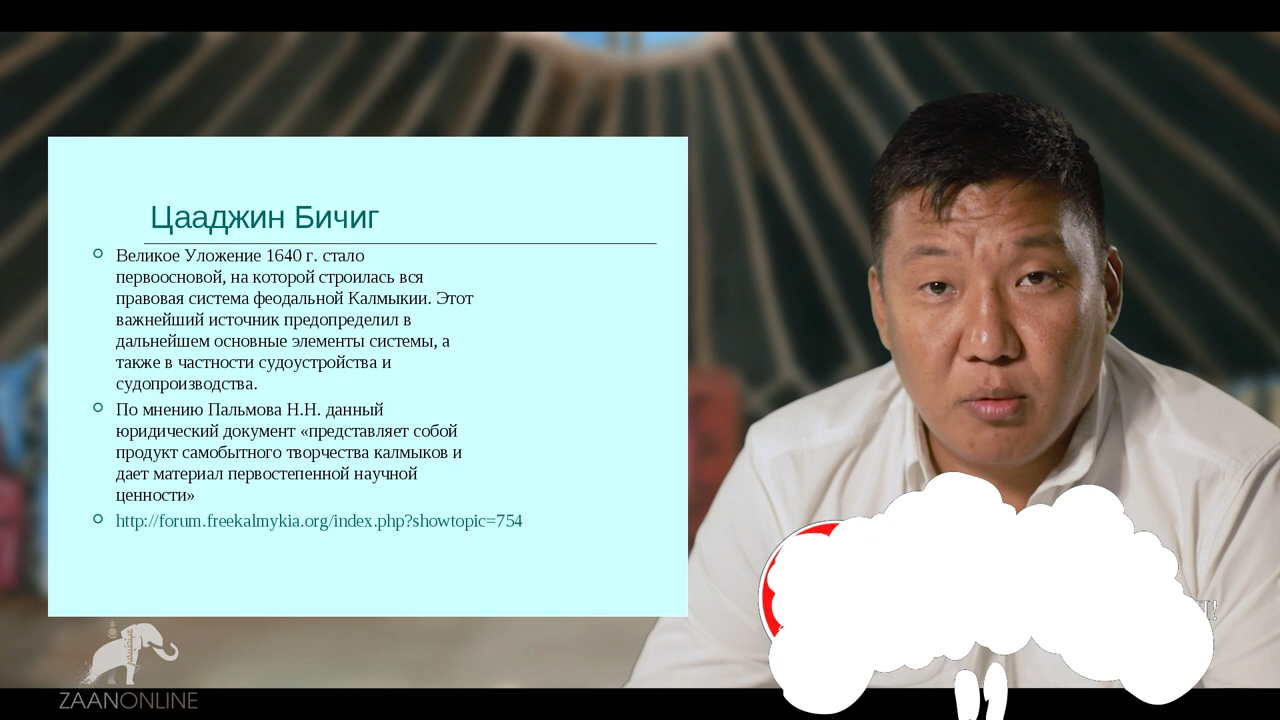 Цааджин Бичиг
Великое Уложение 1640 г. стало
первоосновой, на которой строилась вся
правовая система феодальной Калмыкии. Этот
важнейший источник предопределил в
дальнейшем основные элементы системы, а
также в частности судоустройства и
судопроизводства.
По мнению Пальмова Н.Н. данный
юридический документ «представляет собой
продукт самобытного творчества калмыков и
дает материал первостепенной научной
ценности»
http://forum.freekalmykia.org/index.php?showtopic=754
ZAANONLINE